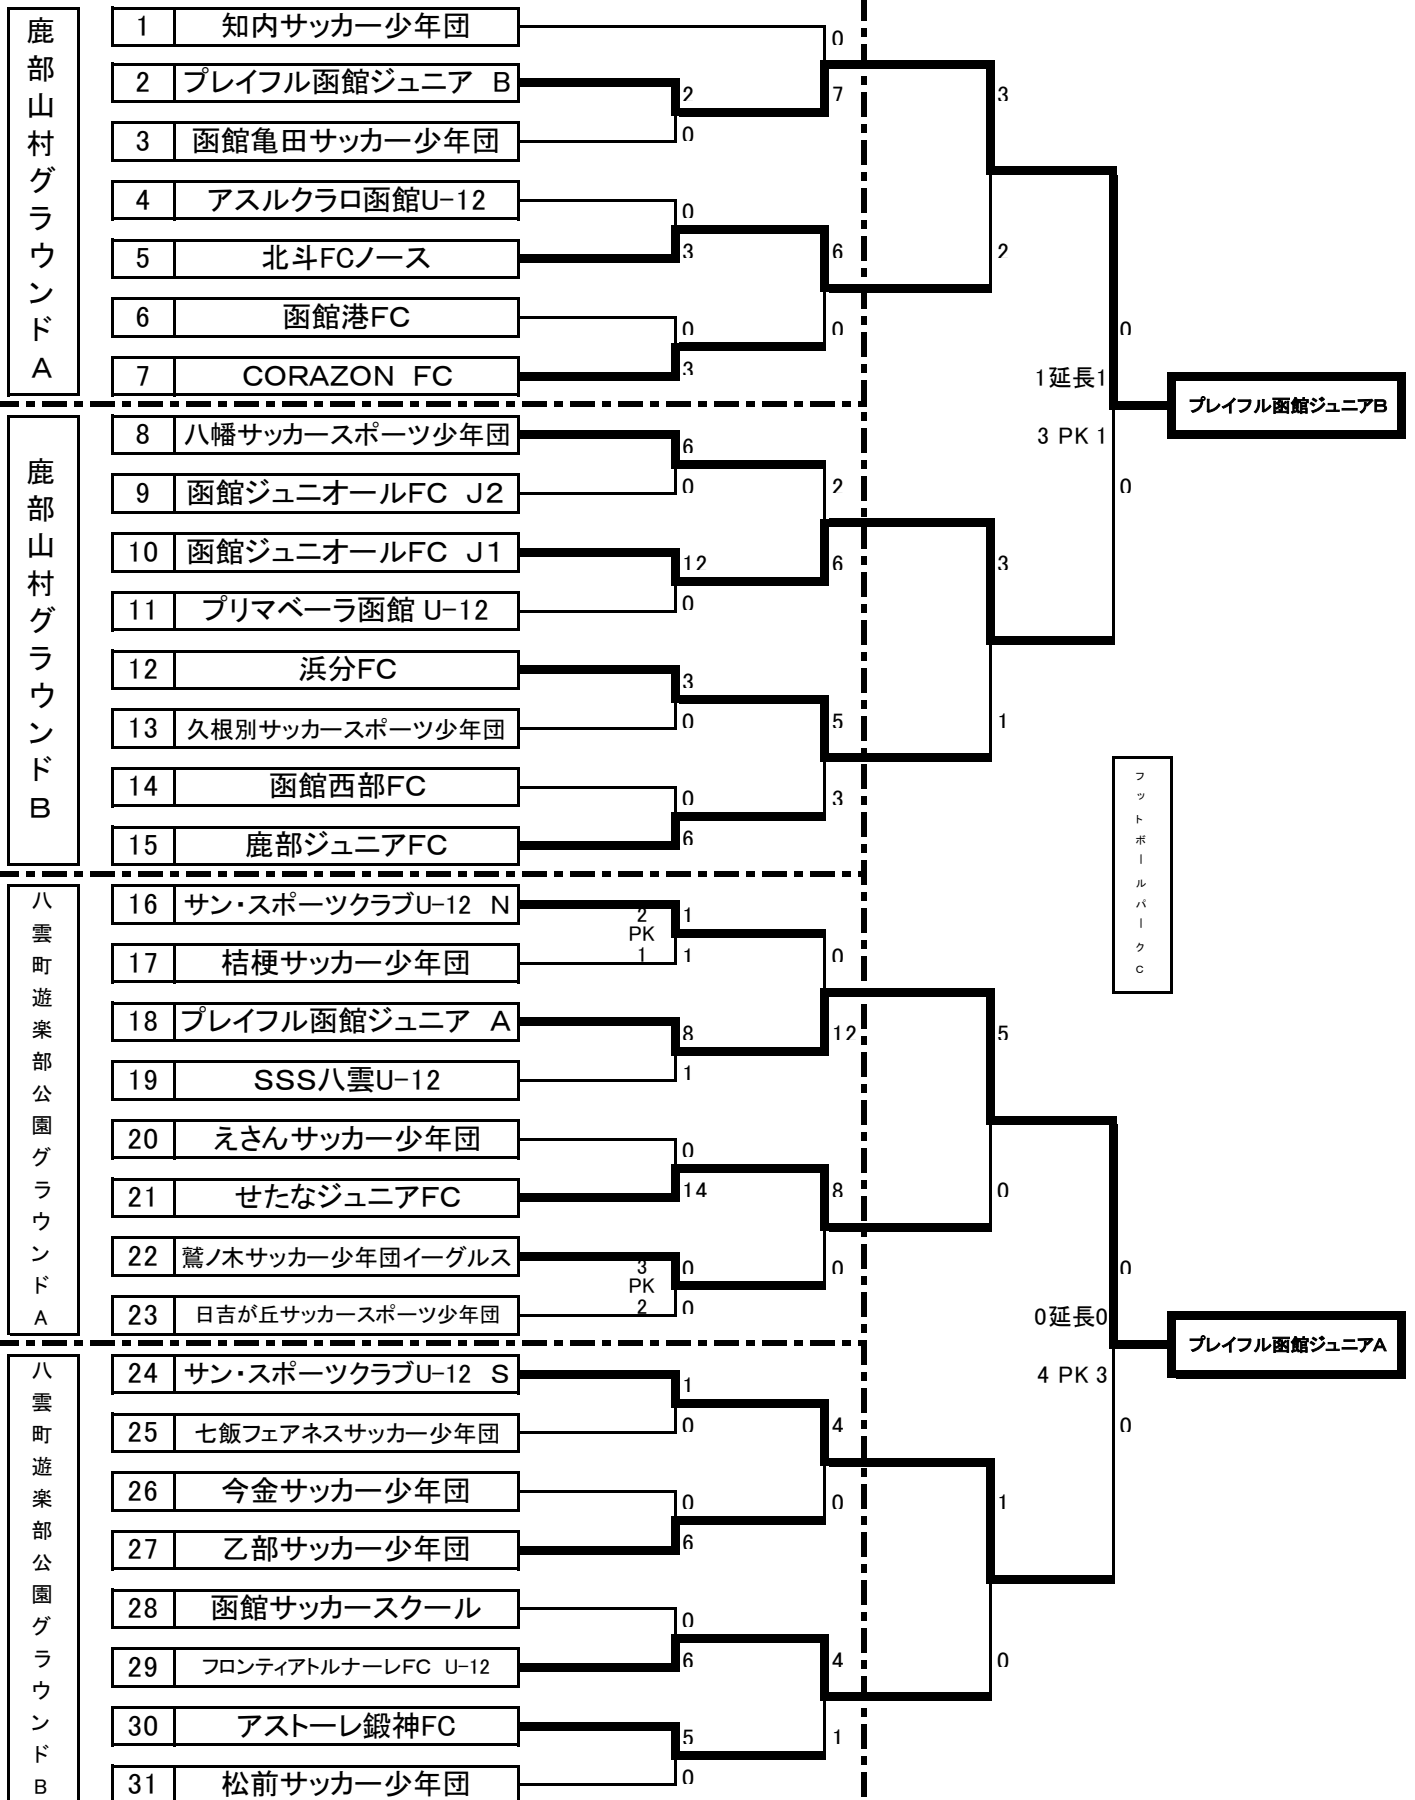 鹿部山村グラウンドA
1 知内サッカー少年団
0
2 プレイフル函館ジュニア B
2
7
3
3 函館亀田サッカー少年団
0
4 アスルクラロ函館U-12
0
5 北斗FCノース
3
6
2
6 函館港FC
0
0
0
7 CORAZON FC
3
1延長1
プレイフル函館ジュニアB
3 PK 1
鹿部山村グラウンドB
8 八幡サッカースポーツ少年団
6
9 函館ジュニオールFC J2
0
2
0
10 函館ジュニオールFC J1
12
6
3
11 プリマベーラ函館 U-12
0
12 浜分FC
3
13 久根別サッカースポーツ少年団
0
5
1
14 函館西部FC
0
3
15 鹿部ジュニアFC
6
フットボールパークC
八雲町遊楽部公園グラウンドA
16 サン・スポーツクラブU-12 N
2
PK
1
1
17 桔梗サッカー少年団
1
0
18 プレイフル函館ジュニア A
8
12
5
19 SSS八雲U-12
1
20 えさんサッカー少年団
0
21 せたなジュニアFC
14
8
0
22 鷲ノ木サッカー少年団イーグルス
3
PK
2
0
0
0
23 日吉が丘サッカースポーツ少年団
0
0延長0
プレイフル函館ジュニアA
4 PK 3
八雲町遊楽部公園グラウンドB
24 サン・スポーツクラブU-12 S
1
25 七飯フェアネスサッカー少年団
0
4
0
26 今金サッカー少年団
0
0
1
27 乙部サッカー少年団
6
28 函館サッカースクール
0
29 フロンティアトルナーレFC U-12
6
4
0
30 アストーレ鍛神FC
5
1
31 松前サッカー少年団
0